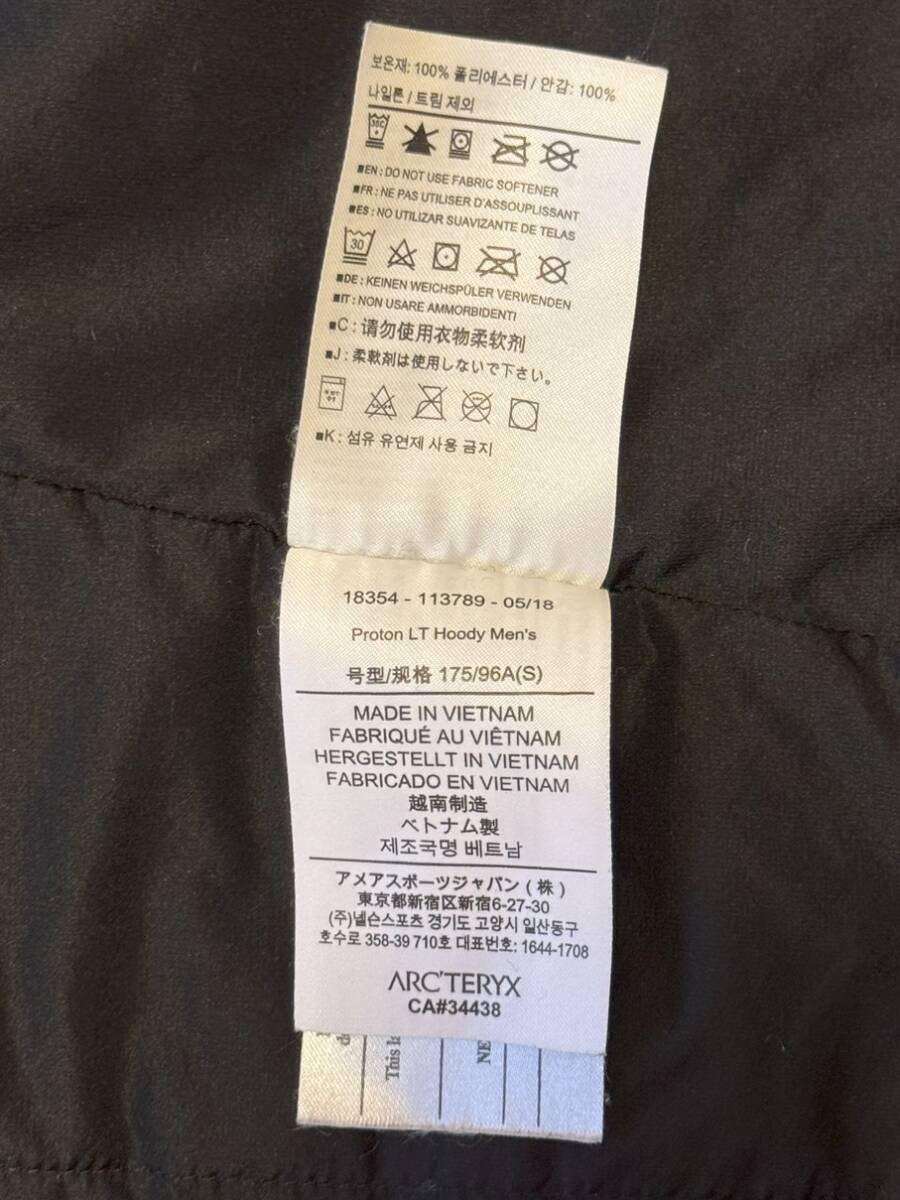 보온재: 100% 폴리에스터 / 안감: 100%
나일론 / 트림 제외
30C
■EN : DO NOT USE FABRIC SOFTENER
■FR : NE PAS UTILISER D'ASSOUPLISSANT
■ES : NO UTILIZAR SUAVIZANTE DE TELAS
30
■DE : KEINEN WEICHSPÜLER VERWENDEN
■IT : NON USARE AMMORBIDENTI
■C : 请勿使用衣物柔软剂
■J : 柔軟剤は使用しないで下さい。
■K : 섬유 유연제 사용 금지
18354 - 113789 - 05/18
Proton LT Hoody Men's
号型/规格 175/96A(S)
MADE IN VIETNAM
FABRIQUÉ AU VIÊTNAM
HERGESTELLT IN VIETNAM
FABRICADO EN VIETNAM
越南制造
ベトナム製
제조국명 베트남
アメアスポーツジャパン ( 株 )
東京都新宿区新宿6-27-30
(주)넬슨스포츠 경기도 고양시 일산동구
호수로 358-39 710호 대표번호: 1644-1708
ARC'TERYX
CA#34438
This
NE